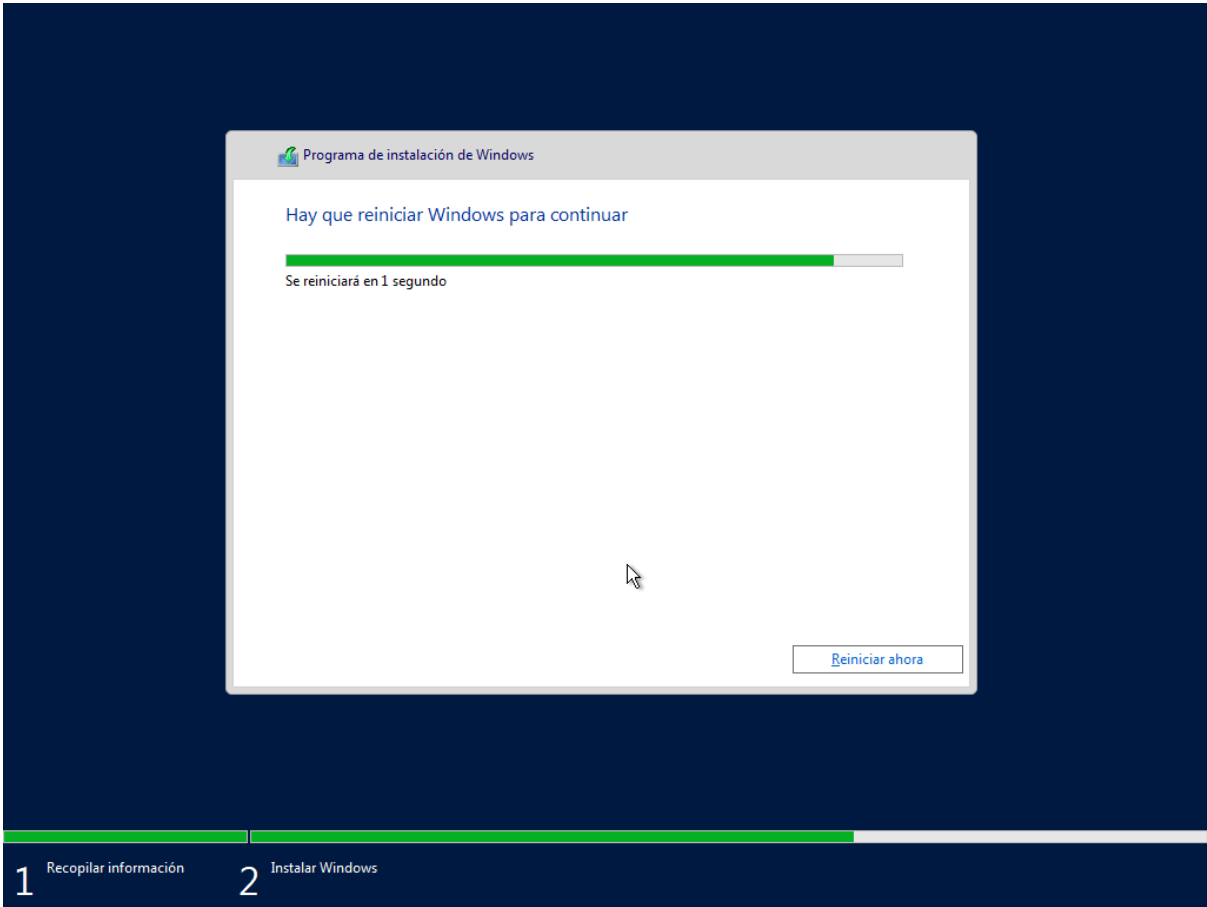 Programa de instalación de Windows
Hay que reiniciar Windows para continuar
Se reiniciará en 1 segundo
Reiniciar ahora
1 Recopilar información 2 Instalar Windows